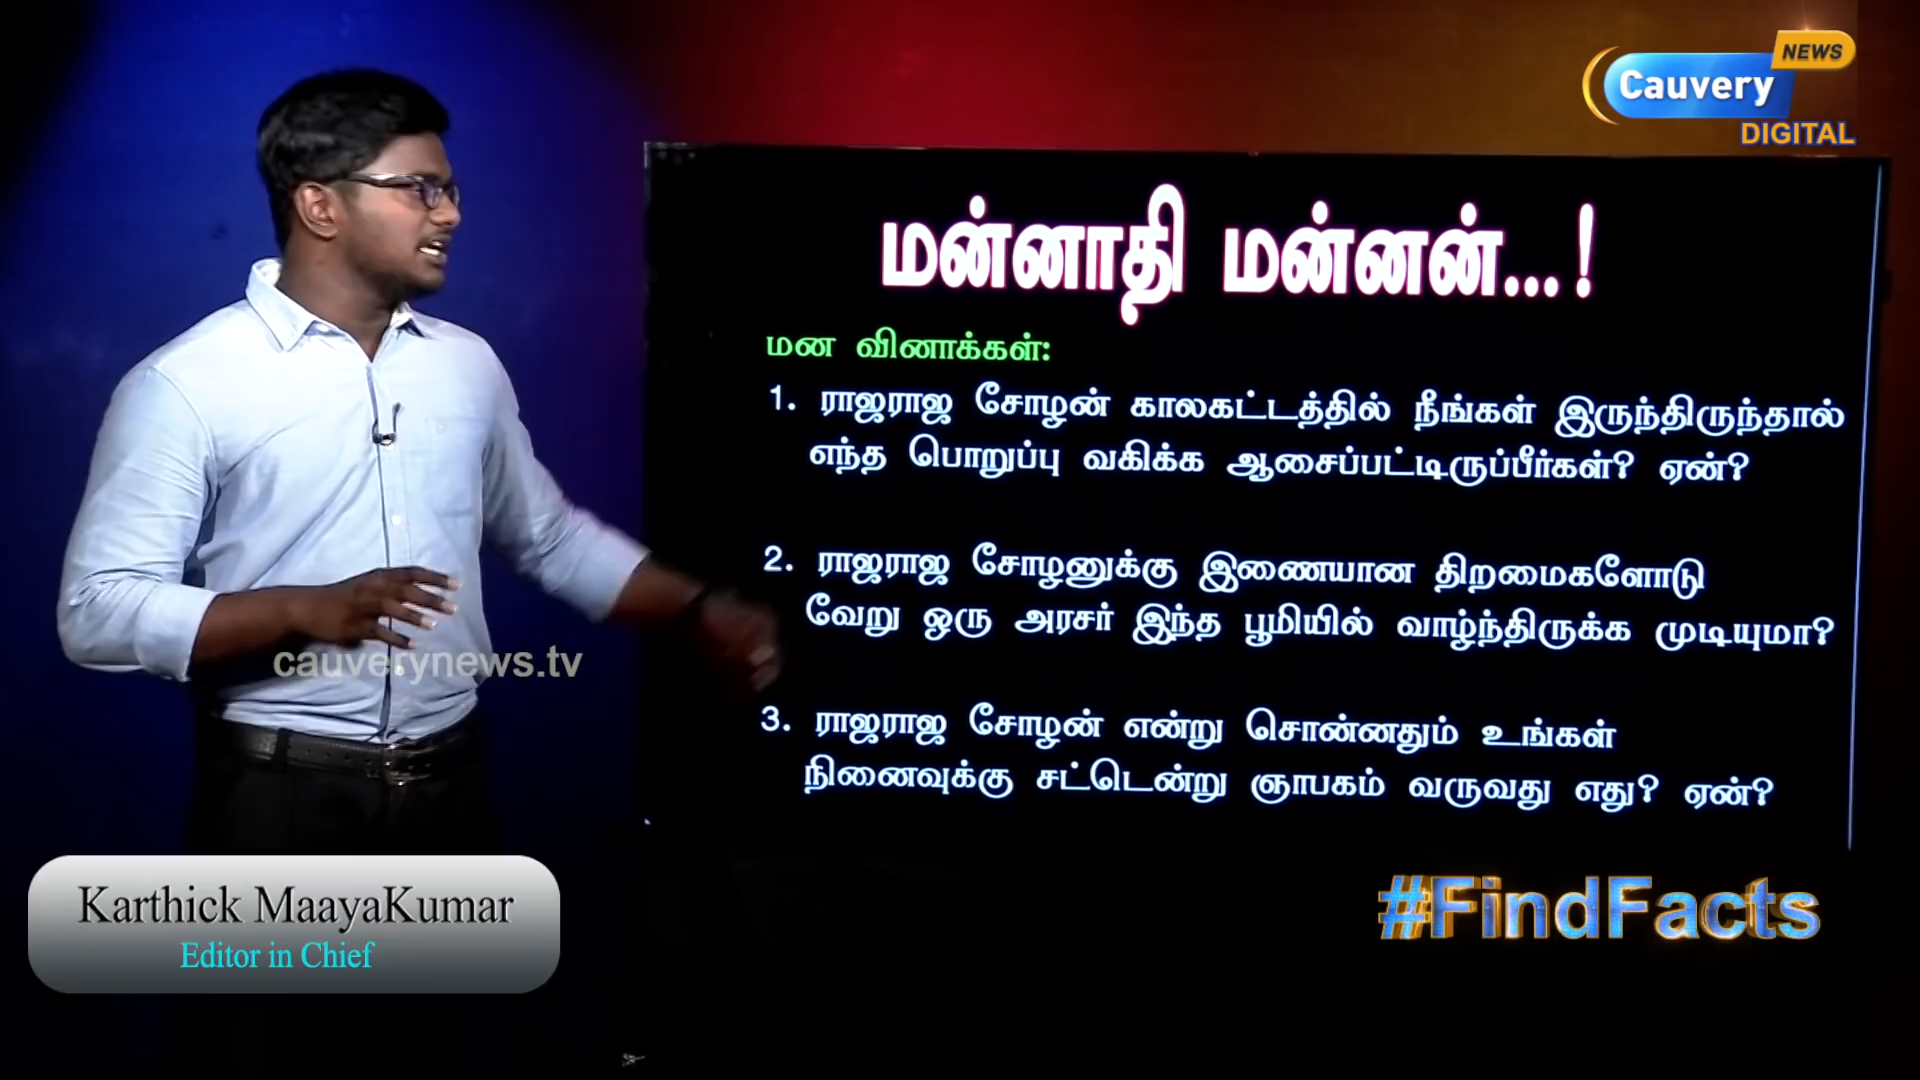 NEWS
Cauvery
DIGITAL
மன்னாதி மன்னன்...!
மன வினாக்கள்:
1. ராஜராஜ சோழன் காலகட்டத்தில் நீங்கள் இருந்திருந்தால்
எந்த பொறுப்பு வகிக்க ஆசைப்பட்டிருப்பீர்கள்? ஏன்?
2. ராஜராஜ சோழனுக்கு இணையான திறமைகளோடு
வேறு ஒரு அரசர் இந்த பூமியில் வாழ்ந்திருக்க முடியுமா?
3. ராஜராஜ சோழன் என்று சொன்னதும் உங்கள்
நினைவுக்கு சட்டென்று ஞாபகம் வருவது எது? ஏன்?
cauverynews.tv
Karthick MaayaKumar
Editor in Chief
#FindFacts